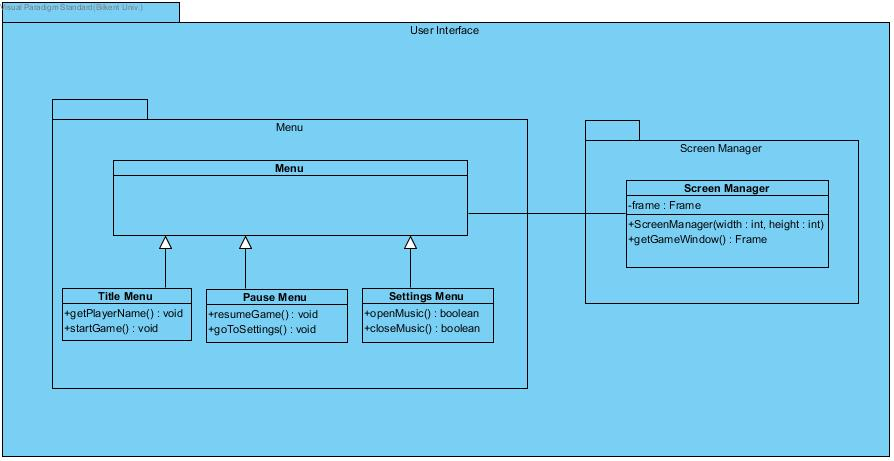 Visual Paradigm Standard(Bilkent Univ.)
User Interface
Menu
Menu
Title Menu
+getPlayerName() : void
+startGame() : void
Pause Menu
+resumeGame() : void
+goToSettings() : void
Settings Menu
+openMusic() : boolean
+closeMusic() : boolean
Screen Manager
Screen Manager
-frame : Frame
+ScreenManager(width : int, height : int)
+getGameWindow() : Frame